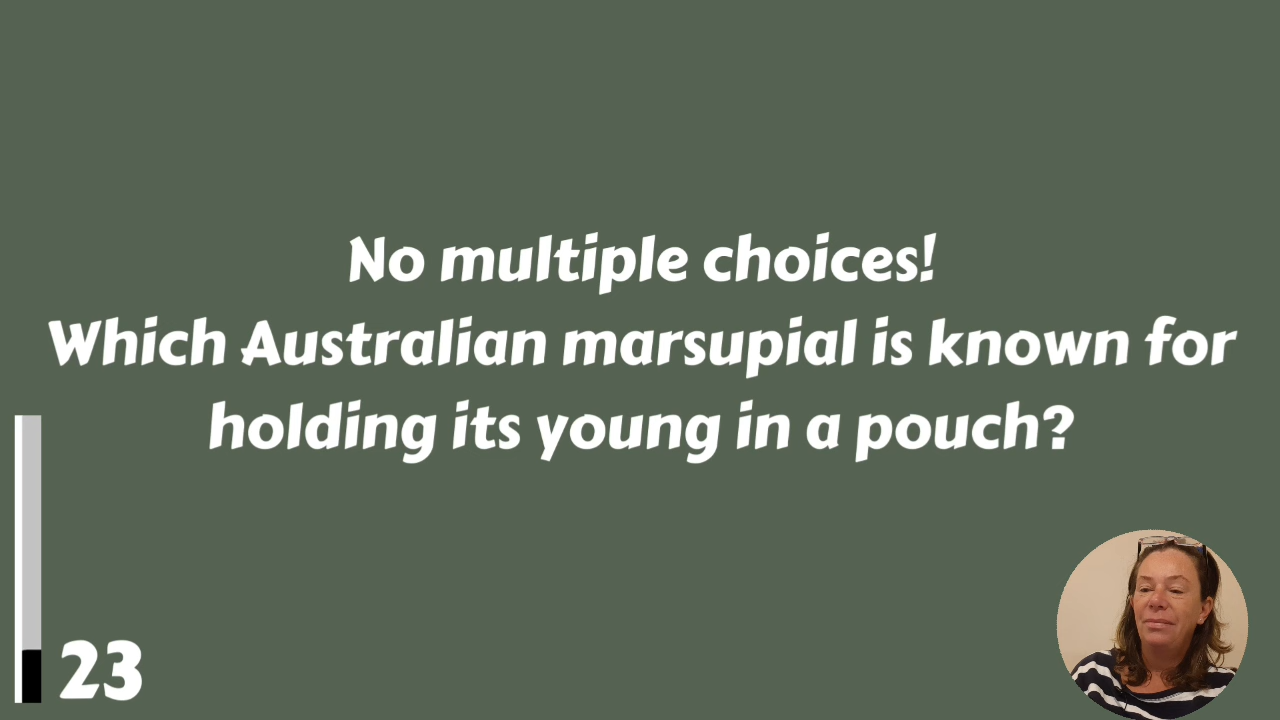 No multiple choices!
Which Australian marsupial is known for
holding its young in a pouch?
23